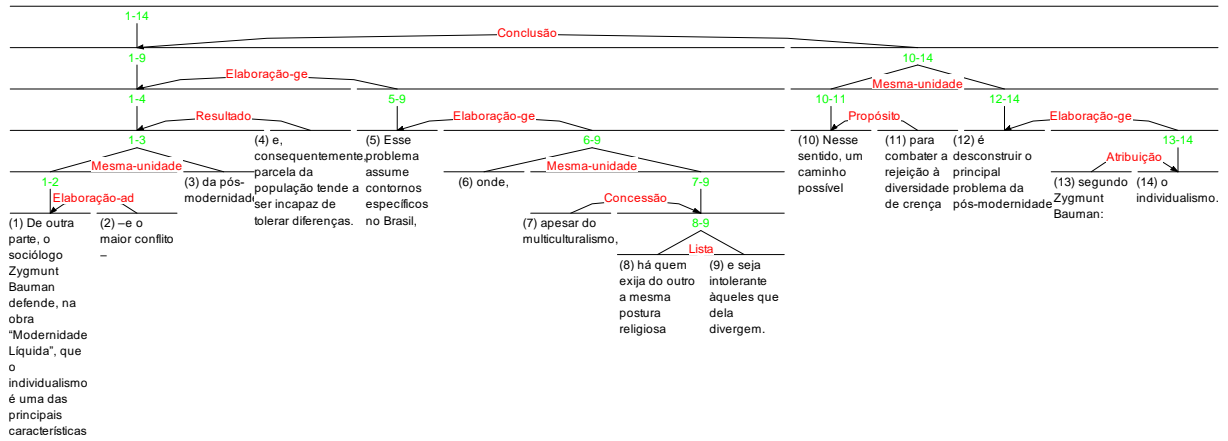 1-14
Conclusão
1-9
10-14
Elaboração-ge
Mesma-unidade
1-4
5-9
10-11
12-14
Resultado
Elaboração-ge
Propósito
Elaboração-ge
1-3
(4) e,
consequentemente,
parcela da
população tende a
ser incapaz de
tolerar diferenças.
(5) Esse
problema
assume
contornos
específicos
no Brasil,
6-9
(10) Nesse
sentido, um
caminho
possível
(11) para
combater a
rejeição à
diversidade
de crença
(12) é
desconstruir o
principal
problema da
pós-modernidade
13-14
Mesma-unidade
Mesma-unidade
Atribuição
1-2
(3) da pós-
modernidade
(6) onde,
7-9
(13) segundo
Zygmunt
Bauman:
(14) o
individualismo.
Elaboração-ad
Concessão
(1) De outra
parte, o
sociólogo
Zygmunt
Bauman
defende, na
obra
“Modernidade
Líquida”, que
o
individualismo
é uma das
principais
características
(2) –e o
maior conflito
–
(7) apesar do
multiculturalismo,
8-9
Lista
(8) há quem
exija do outro
a mesma
postura
religiosa
(9) e seja
intolerante
àqueles que
dela
divergem.